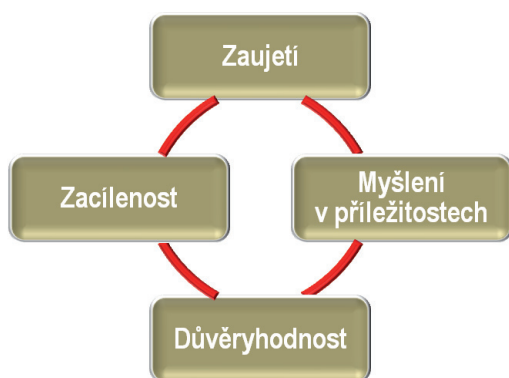 Zaujetí
Zacílenost
Myšlení
v příležitostech
Důvěryhodnost